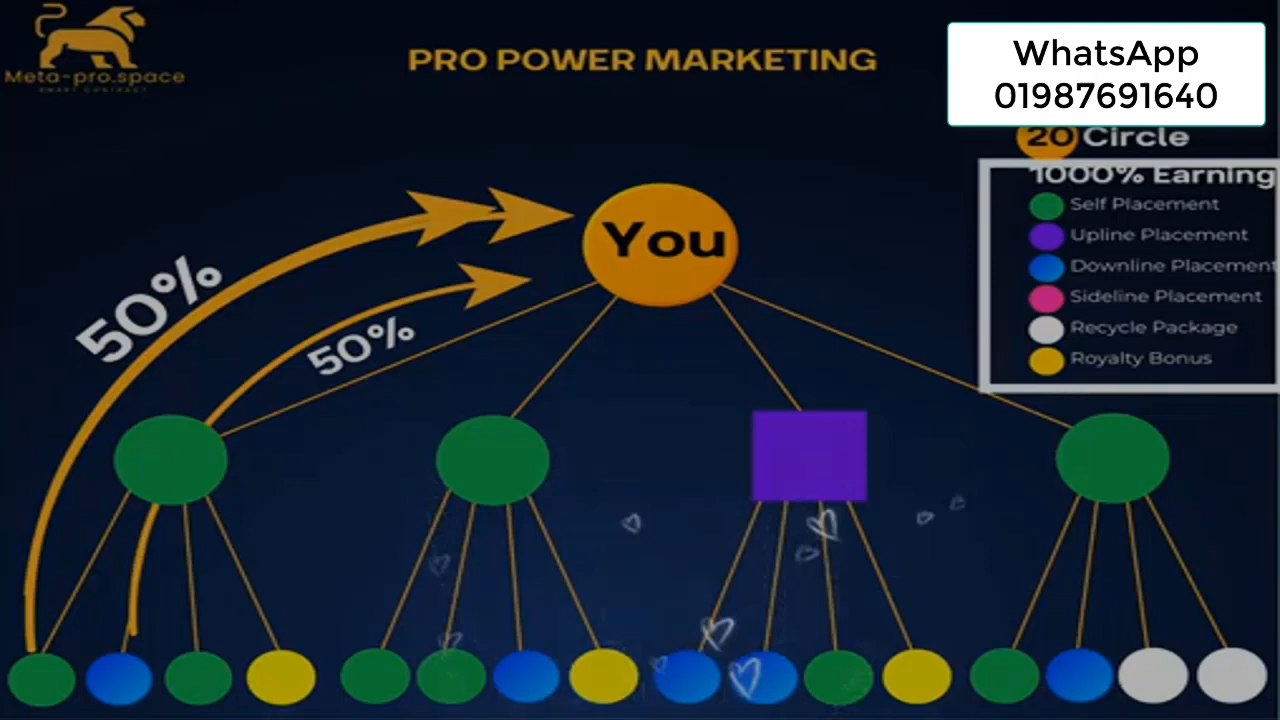 Meta-pro.space
SMART CONTRACT
PRO POWER MARKETING
WhatsApp
01987691640
20 Circle
1000% Earning
Self Placement
Upline Placement
Downline Placement
Sideline Placement
Recycle Package
Royalty Bonus
You
50%
50%